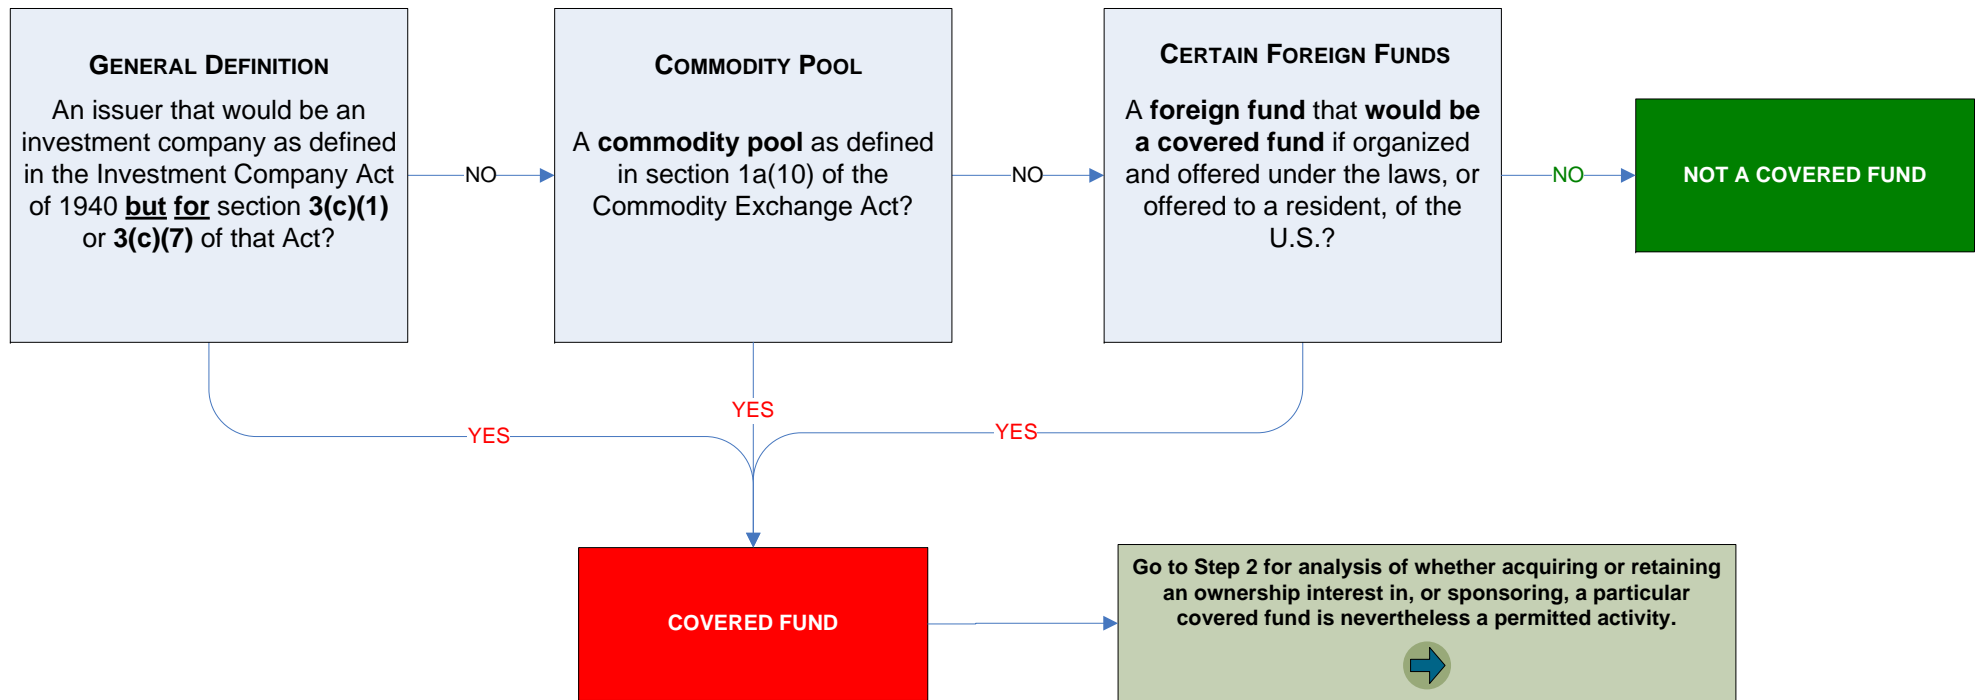 GENERAL DEFINITION
An issuer that would be an
investment company as defined
in the Investment Company Act
of 1940 but for section 3(c)(1)
or 3(c)(7) of that Act?
NO
COMMODITY POOL
A commodity pool as defined
in section 1a(10) of the
Commodity Exchange Act?
NO
CERTAIN FOREIGN FUNDS
A foreign fund that would be
a covered fund if organized
and offered under the laws, or
offered to a resident, of the
U.S.?
NO
NOT A COVERED FUND
YES
YES
YES
COVERED FUND
Go to Step 2 for analysis of whether acquiring or retaining
an ownership interest in, or sponsoring, a particular
covered fund is nevertheless a permitted activity.